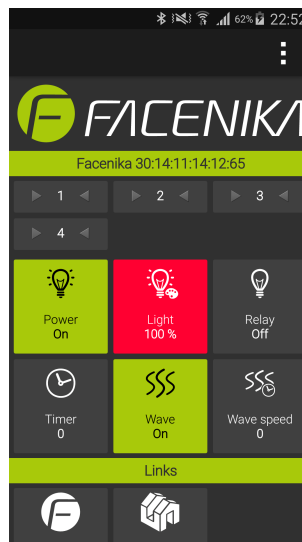 62% 22:52
FACENIKA
Facenika 30:14:11:14:12:65
1 2 3
4
Power
On
Light
100 %
Relay
Off
Timer
0
Wave
On
Wave speed
0
Links